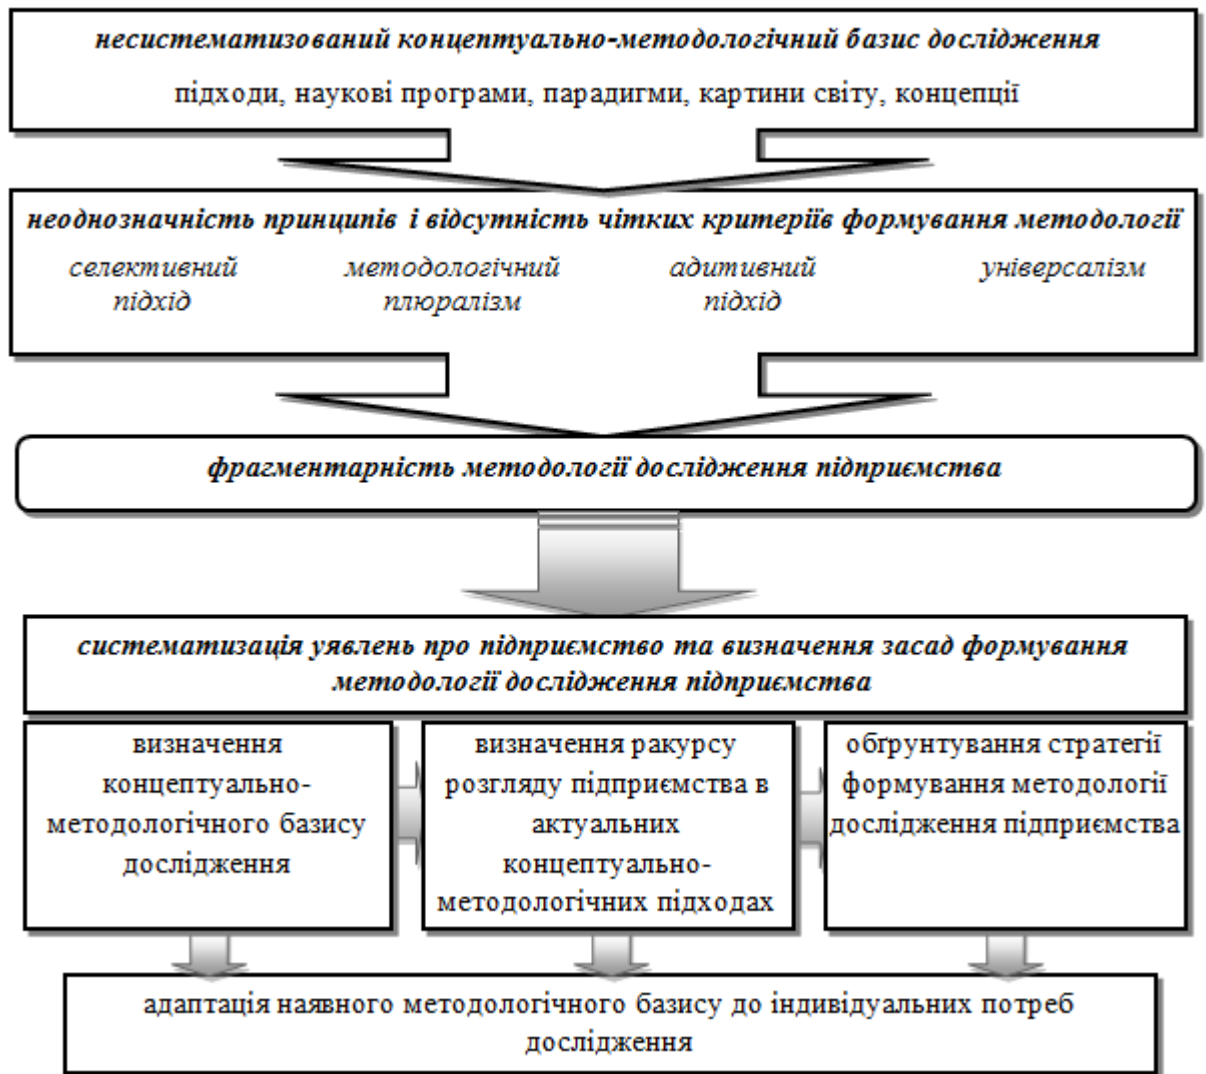 несистематизований концептуально-методологічний базис дослідження
підходи, наукові програми, парадигми, картини світу, концепції
неоднозначність принципів і відсутність чітких критеріїв формування методології
селективний методологічний адитивний універсалізм
підхід плюралізм підхід
фрагментарність методології дослідження підприємства
систематизація уявлень про підприємство та визначення засад формування
методології дослідження підприємства
визначення
концептуально-
методологічного базису
дослідження
визначення ракурсу
розгляду підприємства в
актуальних
концептуально-
методологічних підходах
обґрунтування стратегії
формування методології
дослідження підприємства
адаптація наявного методологічного базису до індивідуальних потреб
дослідження